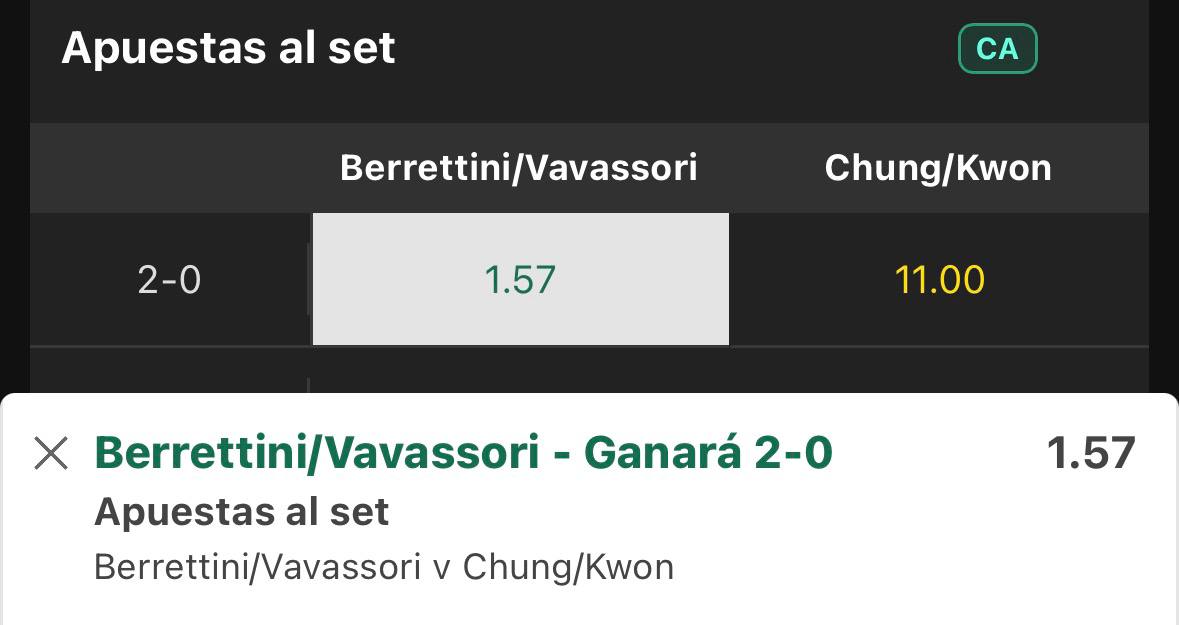 Apuestas al set CA
Berrettini/Vavassori Chung/Kwon
2-0 1.57 11.00
Berrettini/Vavassori - Ganará 2-0 1.57
Apuestas al set
Berrettini/Vavassori v Chung/Kwon